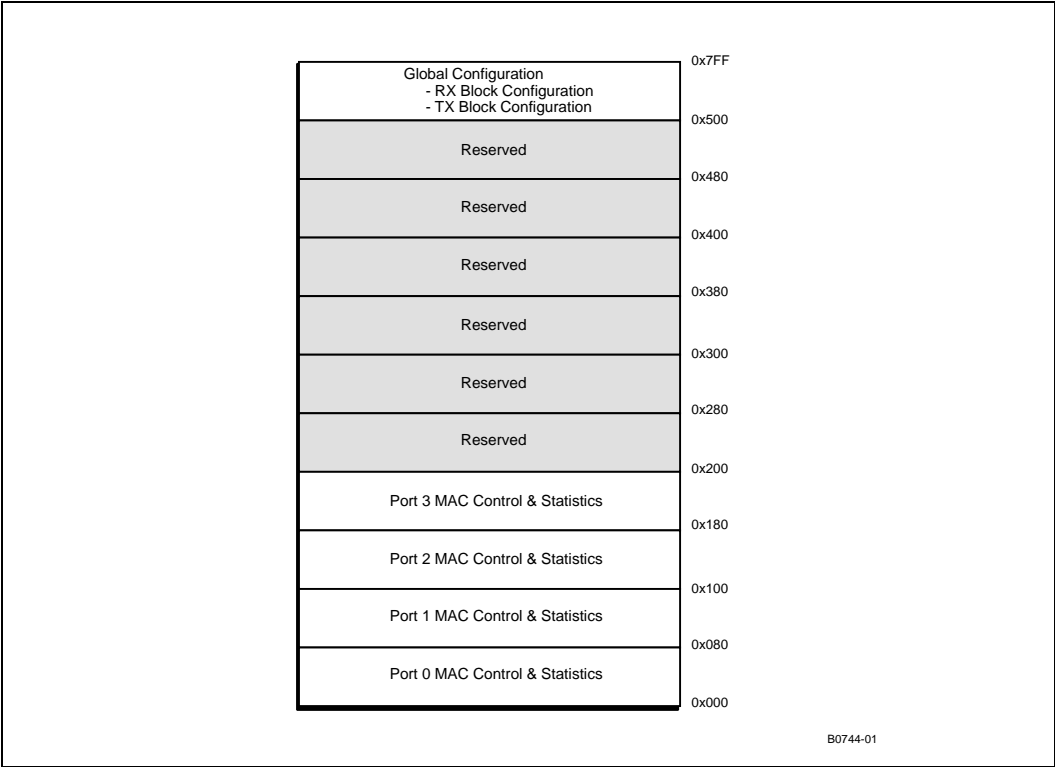 0x7FF
Global Configuration
- RX Block Configuration
- TX Block Configuration
0x500
Reserved
0x480
Reserved
0x400
Reserved
0x380
Reserved
0x300
Reserved
0x280
Reserved
0x200
Port 3 MAC Control & Statistics
0x180
Port 2 MAC Control & Statistics
0x100
Port 1 MAC Control & Statistics
0x080
Port 0 MAC Control & Statistics
0x000
B0744-01